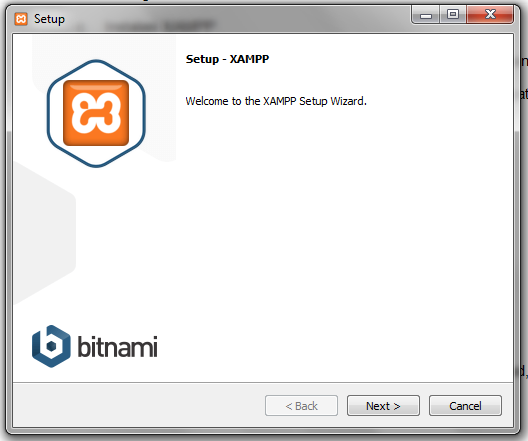 Setup
Setup - XAMPP
Welcome to the XAMPP Setup Wizard.
bitnami
< Back
Next >
Cancel